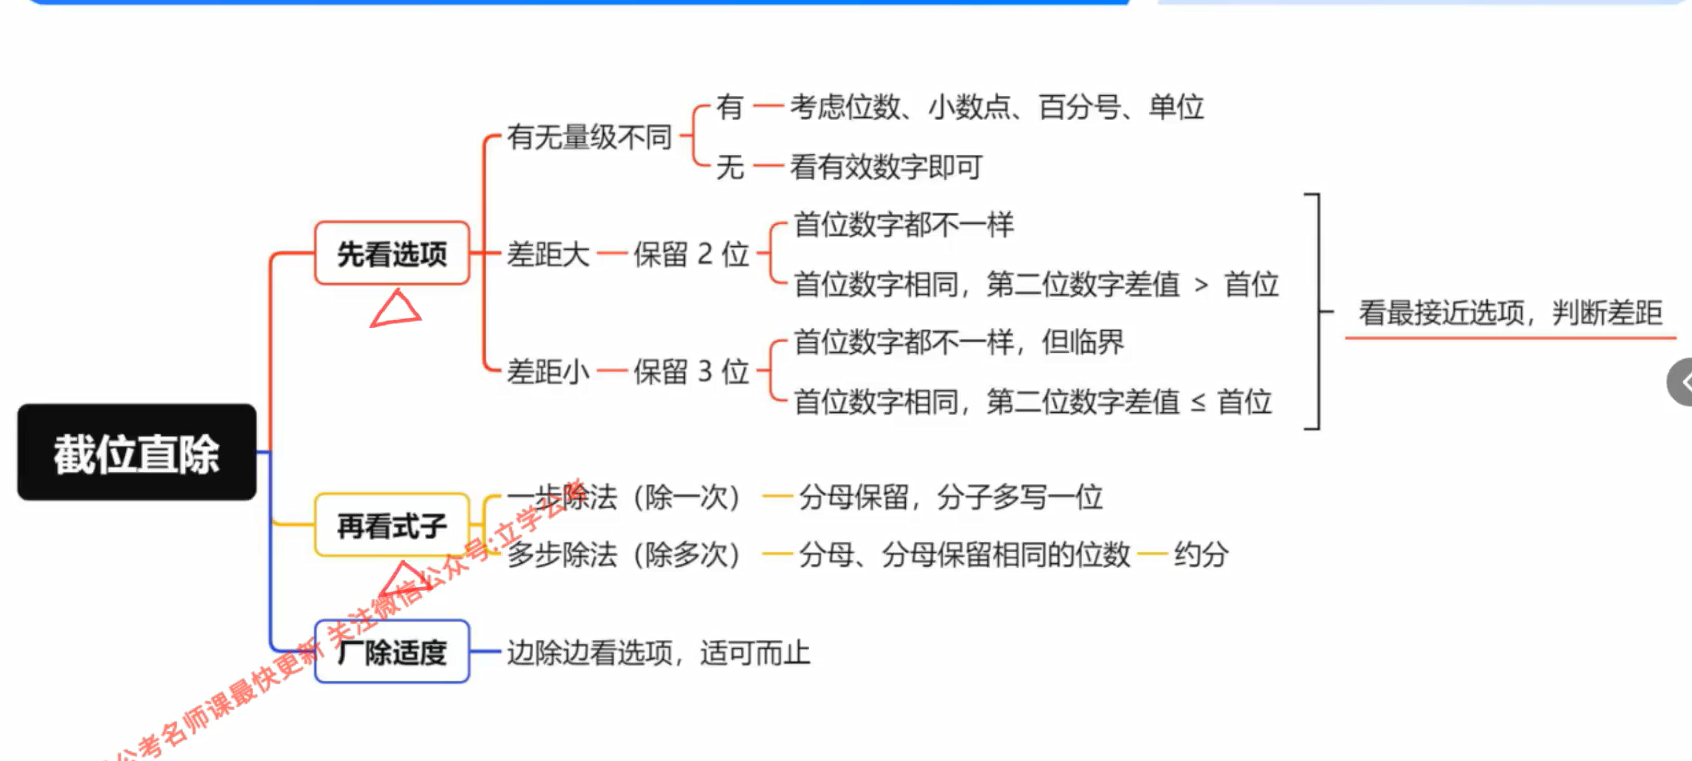 有
考虑位数、小数点、百分号、单位
有无量级不同
无
看有效数字即可
先看选项
差距大
保留 2 位
首位数字都不一样
首位数字相同，第二位数字差值 > 首位
差距小
保留 3 位
首位数字都不一样，但临界
首位数字相同，第二位数字差值 ≤ 首位
看最接近选项，判断差距
截位直除
再看式子
一步除法（除一次）
分母保留，分子多写一位
多步除法（除多次）
分母、分母保留相同的位数
约分
厂除适度
边除边看选项，适可而止
公考名师课最快更新 关注微信公众号:立学公考